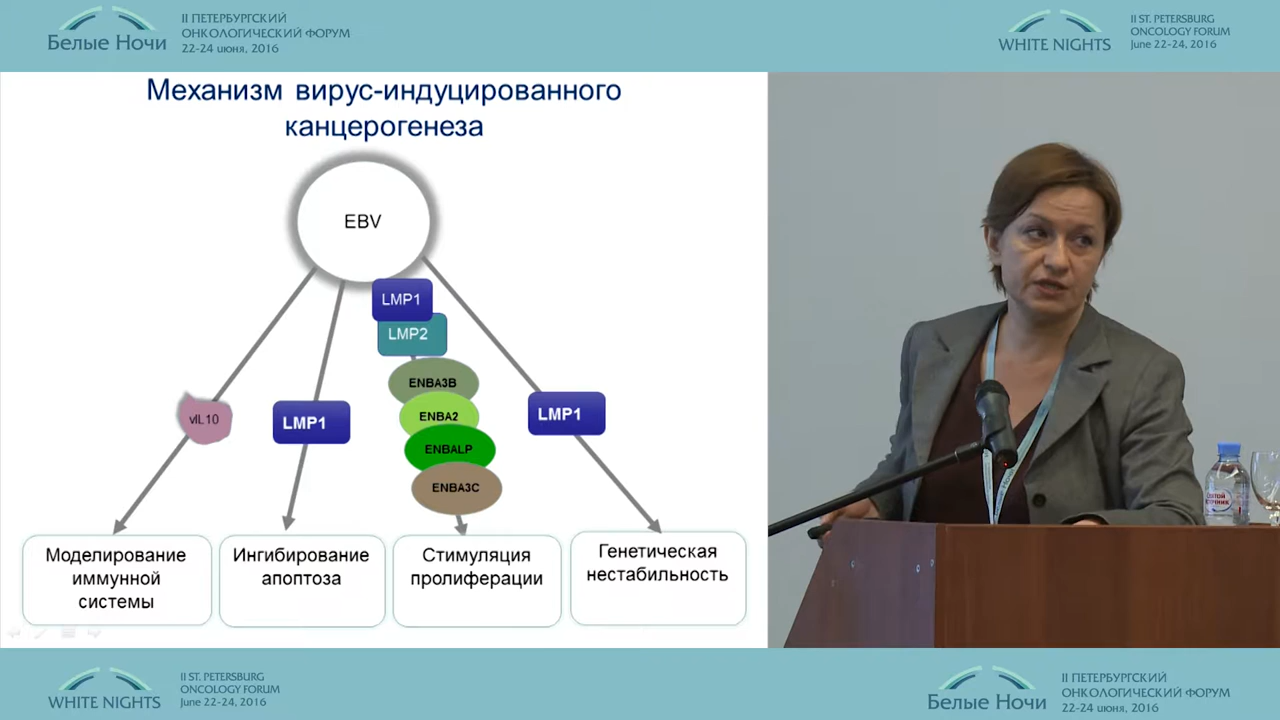 Белые Ночи
II ПЕТЕРБУРГСКИЙ
ОНКОЛОГИЧЕСКИЙ ФОРУМ
22-24 июня, 2016
WHITE NIGHTS
II ST. PETERSBURG
ONCOLOGY FORUM
June 22-24, 2016
Механизм вирус-индуцированного
канцерогенеза
EBV
LMP1
LMP2
ENBA3B
ENBA2
ENBALP
ENBA3C
vIL10
LMP1
LMP1
Моделирование
иммунной
системы
Ингибирование
апоптоза
Стимуляция
пролиферации
Генетическая
нестабильность
WHITE NIGHTS
II ST. PETERSBURG
ONCOLOGY FORUM
June 22-24, 2016
Белые Ночи
II ПЕТЕРБУРГСКИЙ
ОНКОЛОГИЧЕСКИЙ ФОРУМ
22-24 июня, 2016